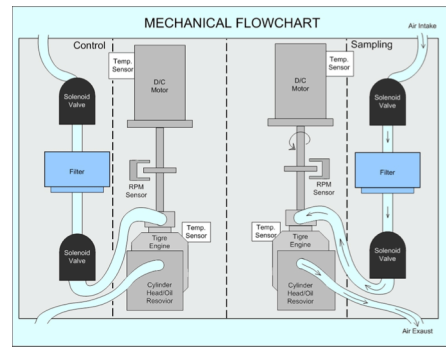 MECHANICAL FLOWCHART
Air Intake
Control
Sampling
Temp.
Sensor
Temp.
Sensor
D/C
Motor
D/C
Motor
Solenoid
Valve
Solenoid
Valve
Filter
Filter
RPM
Sensor
RPM
Sensor
Temp.
Sensor
Temp.
Sensor
Tigre
Engine
Tigre
Engine
Solenoid
Valve
Solenoid
Valve
Cylinder
Head/Oil
Resovior
Cylinder
Head/Oil
Resovior
Air Exaust